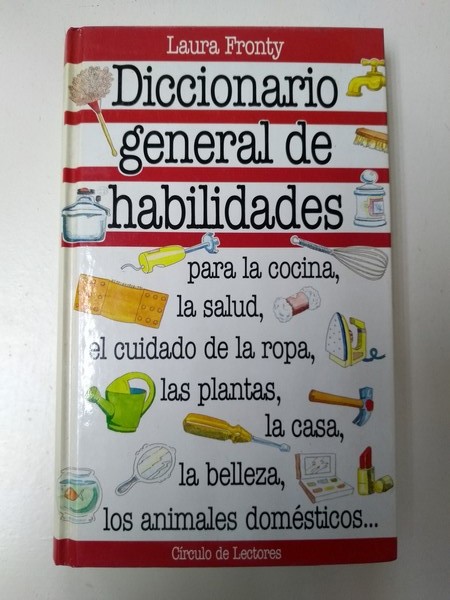 Laura Fronty
Diccionario
general de
habilidades
para la cocina,
la salud,
el cuidado de la ropa,
las plantas,
la casa,
la belleza,
los animales domésticos...
Círculo de Lectores